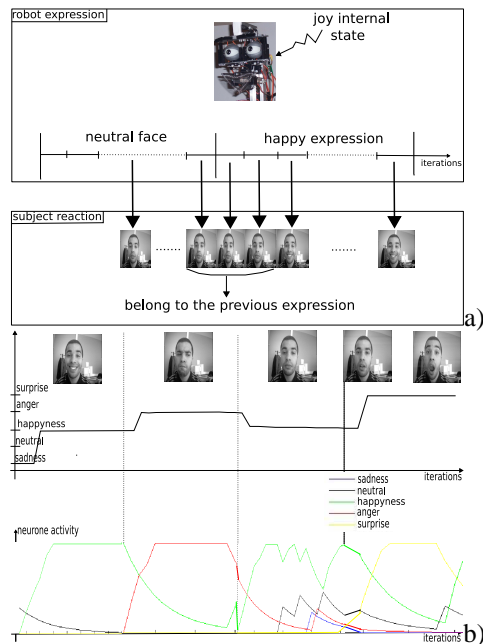 robot expression
joy internal
state
neutral face
happy expression
iterations
subject reaction
belong to the previous expression
a)
surprise
anger
happyness
neutral
sadness
iterations
sadness
neutral
happyness
anger
surprise
neurone activity
iterations
b)